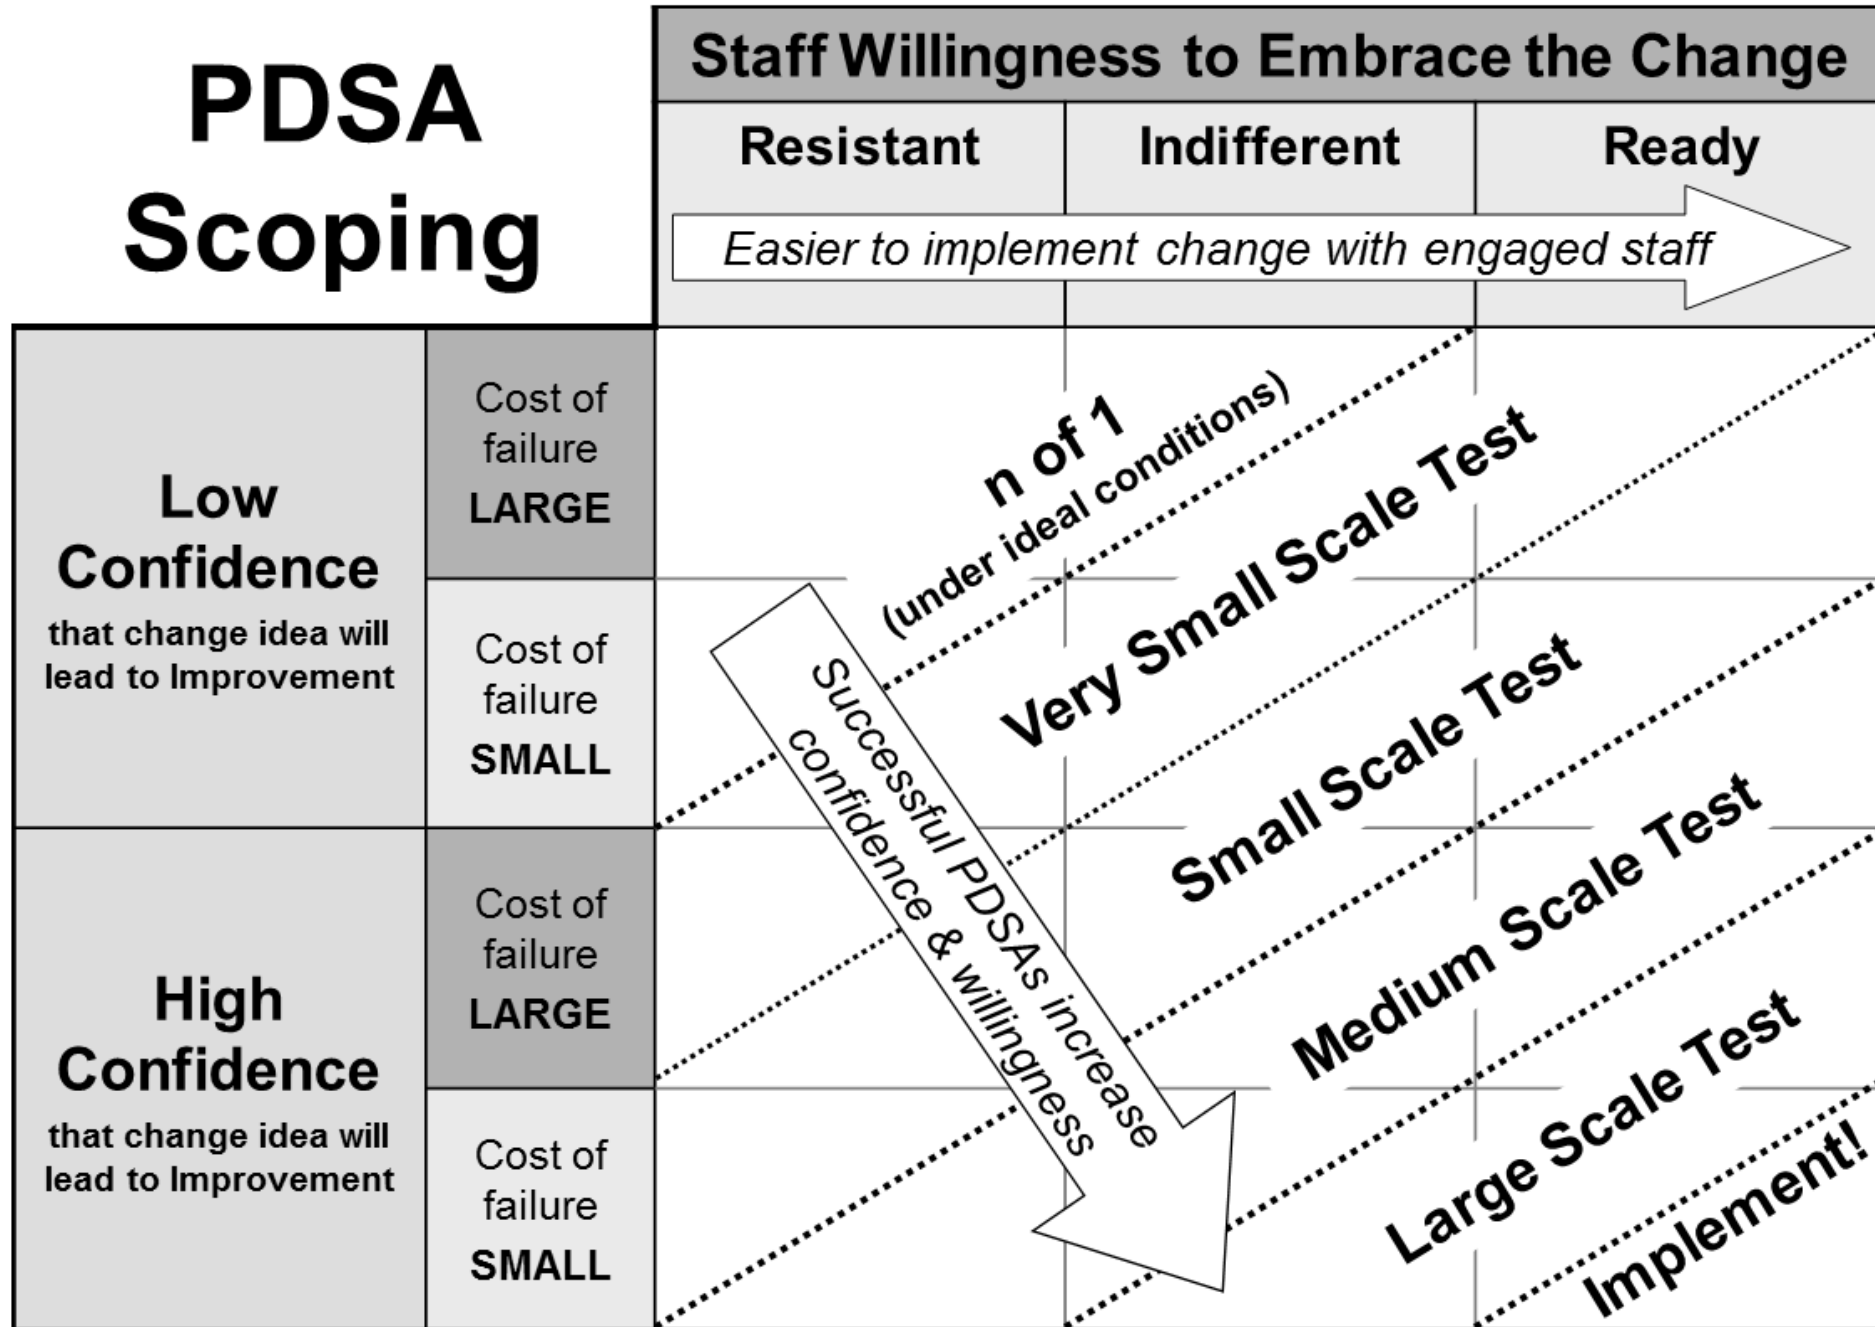 PDSA
Scoping
Staff Willingness to Embrace the Change
Resistant
Indifferent
Ready
Easier to implement change with engaged staff
Low
Confidence
that change idea will
lead to Improvement
Cost of
failure
LARGE
Cost of
failure
SMALL
High
Confidence
that change idea will
lead to Improvement
Cost of
failure
LARGE
Cost of
failure
SMALL
n of 1
(under ideal conditions)
Very Small Scale Test
Small Scale Test
Medium Scale Test
Large Scale Test
Implement!
Successful PDSAs increase
confidence & willingness